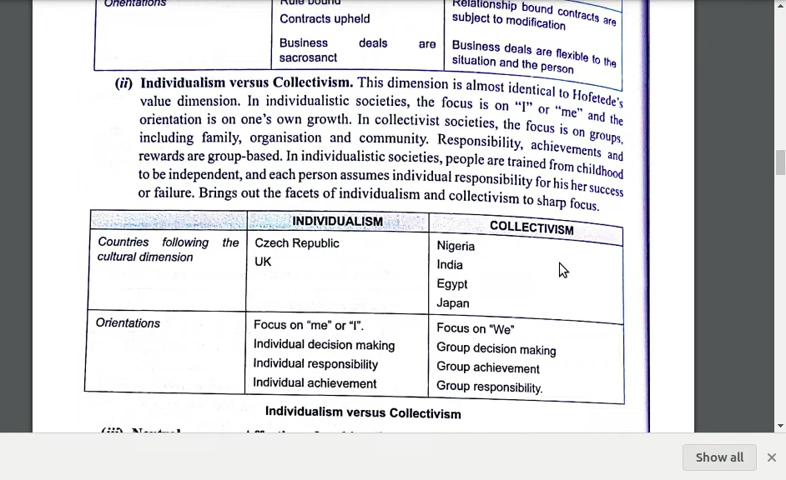 Orientations
Rule bound
Contracts upheld
Business deals are
sacrosanct
Relationship bound contracts are
subject to modification
Business deals are flexible to the
situation and the person
(ii) Individualism versus Collectivism. This dimension is almost identical to Hofetede's
value dimension. In individualistic societies, the focus is on "I" or "me" and the
orientation is on one's own growth. In collectivist societies, the focus is on groups,
including family, organisation and community. Responsibility, achievements and
rewards are group-based. In individualistic societies, people are trained from childhood
to be independent, and each person assumes individual responsibility for his her success
or failure. Brings out the facets of individualism and collectivism to sharp focus.
INDIVIDUALISM
COLLECTIVISM
Countries following the
cultural dimension
Czech Republic
UK
Nigeria
India
Egypt
Japan
Orientations
Focus on "me" or "I".
Individual decision making
Individual responsibility
Individual achievement
Focus on "We"
Group decision making
Group achievement
Group responsibility.
Individualism versus Collectivism
Show all